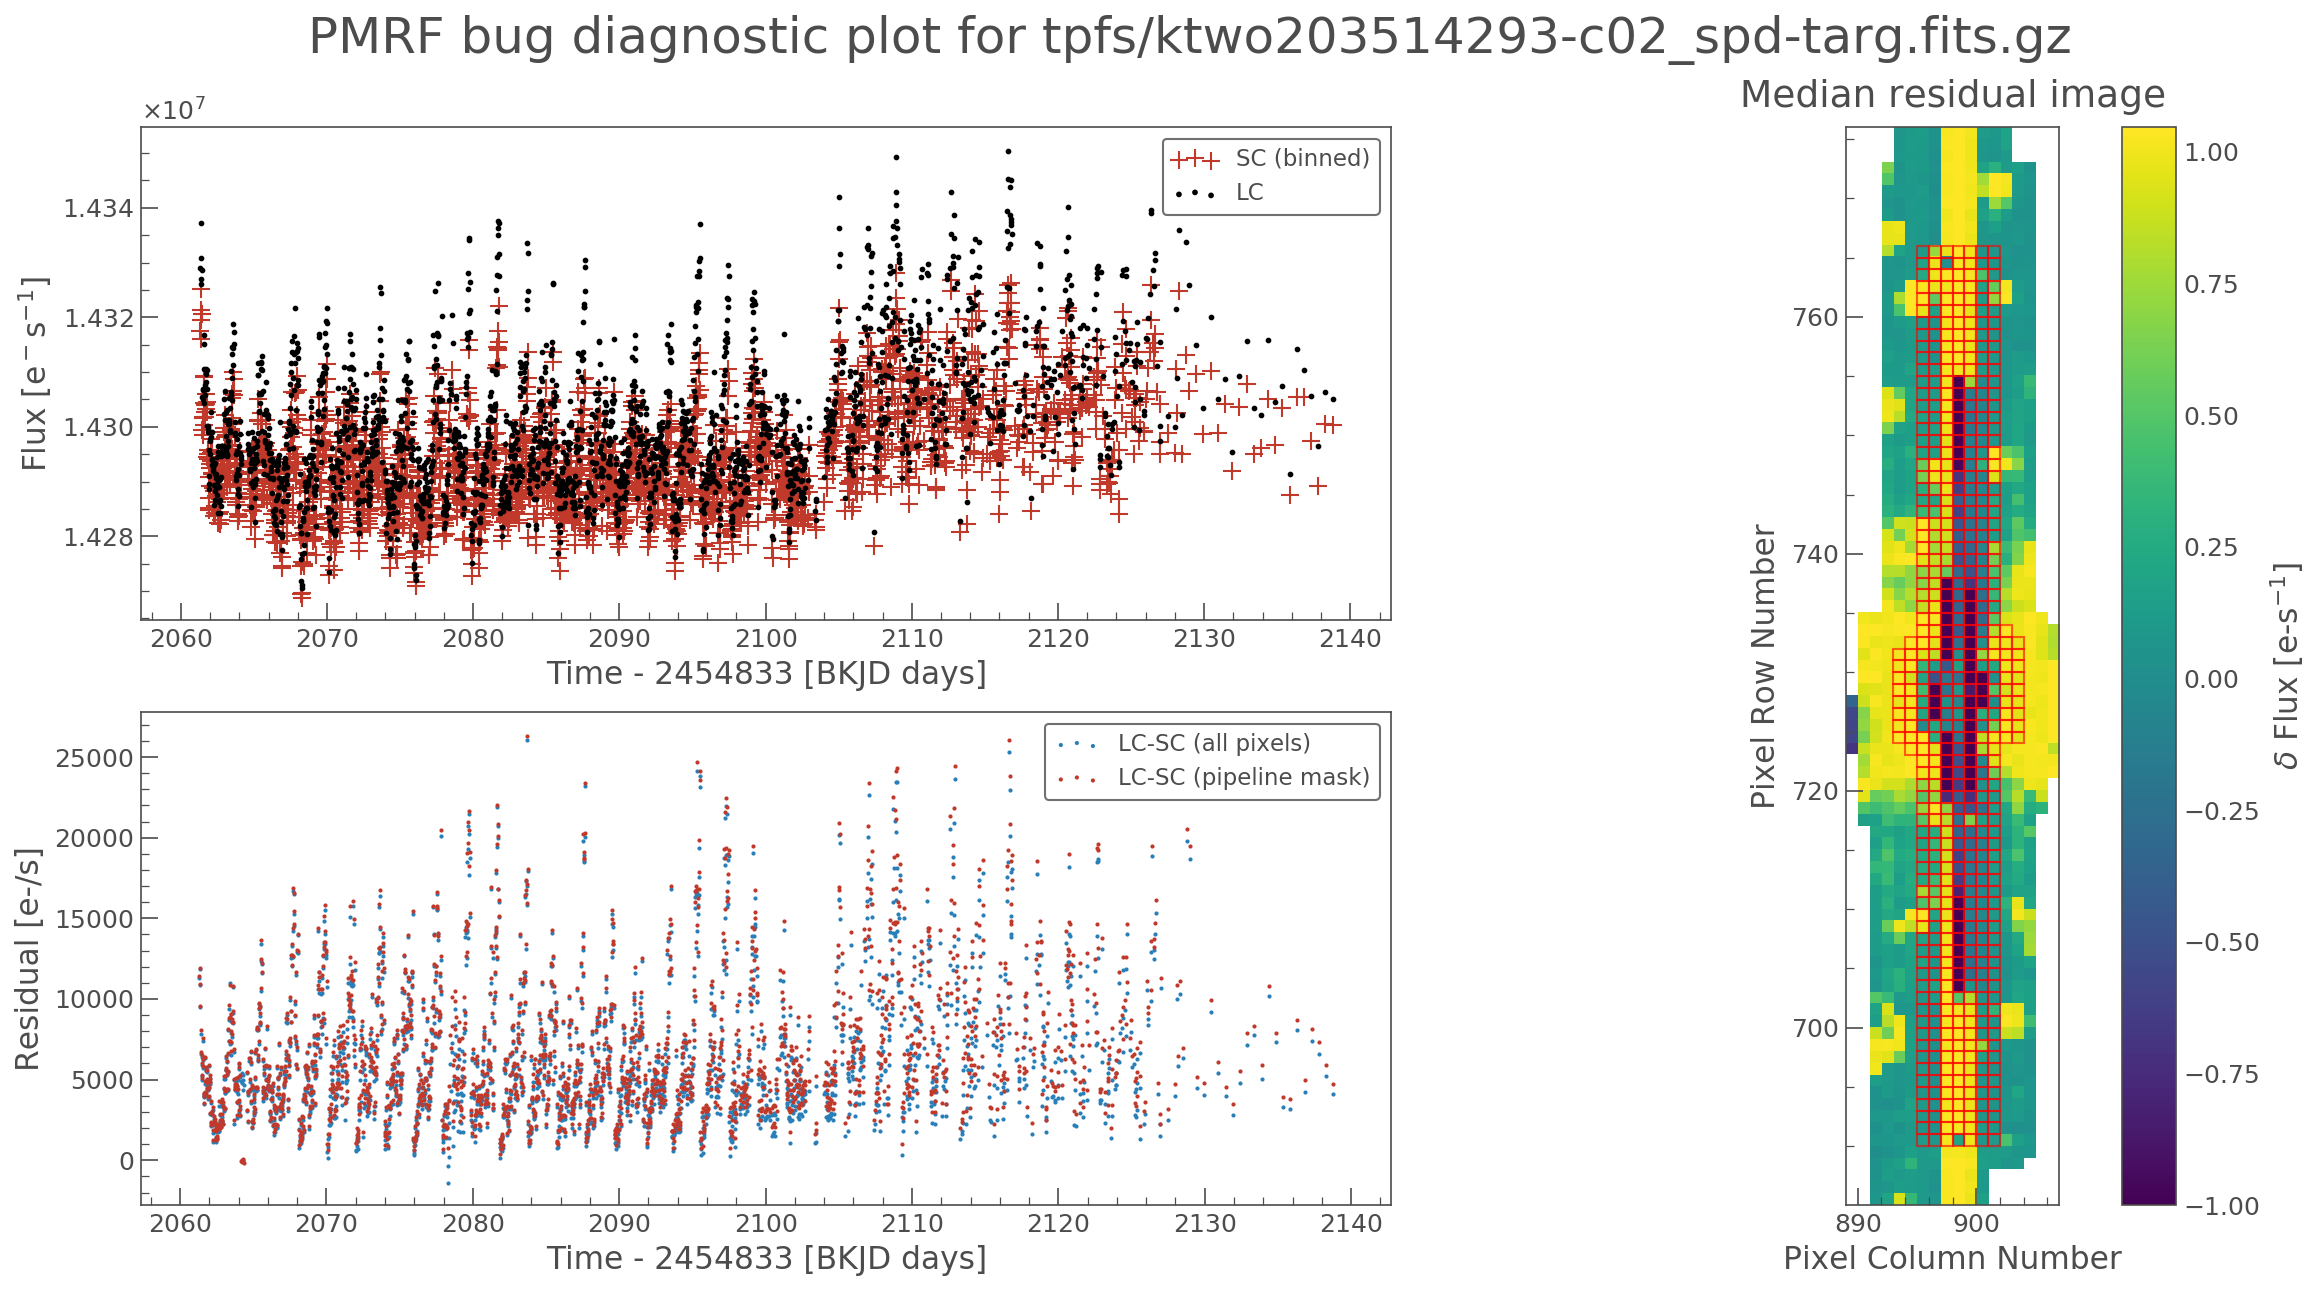 PMRF bug diagnostic plot for tpfs/ktwo203514293-c02_spd-targ.fits.gz
×10⁷
SC (binned)
LC
1.434
1.432
1.430
1.428
Flux [e⁻ s⁻¹]
2060 2070 2080 2090 2100 2110 2120 2130 2140
Time - 2454833 [BKJD days]
LC-SC (all pixels)
LC-SC (pipeline mask)
25000
20000
15000
10000
5000
0
Residual [e-/s]
2060 2070 2080 2090 2100 2110 2120 2130 2140
Time - 2454833 [BKJD days]
Median residual image
760
740
720
700
Pixel Row Number
890 900
Pixel Column Number
1.00
0.75
0.50
0.25
0.00
−0.25
−0.50
−0.75
−1.00
δ Flux [e-s⁻¹]